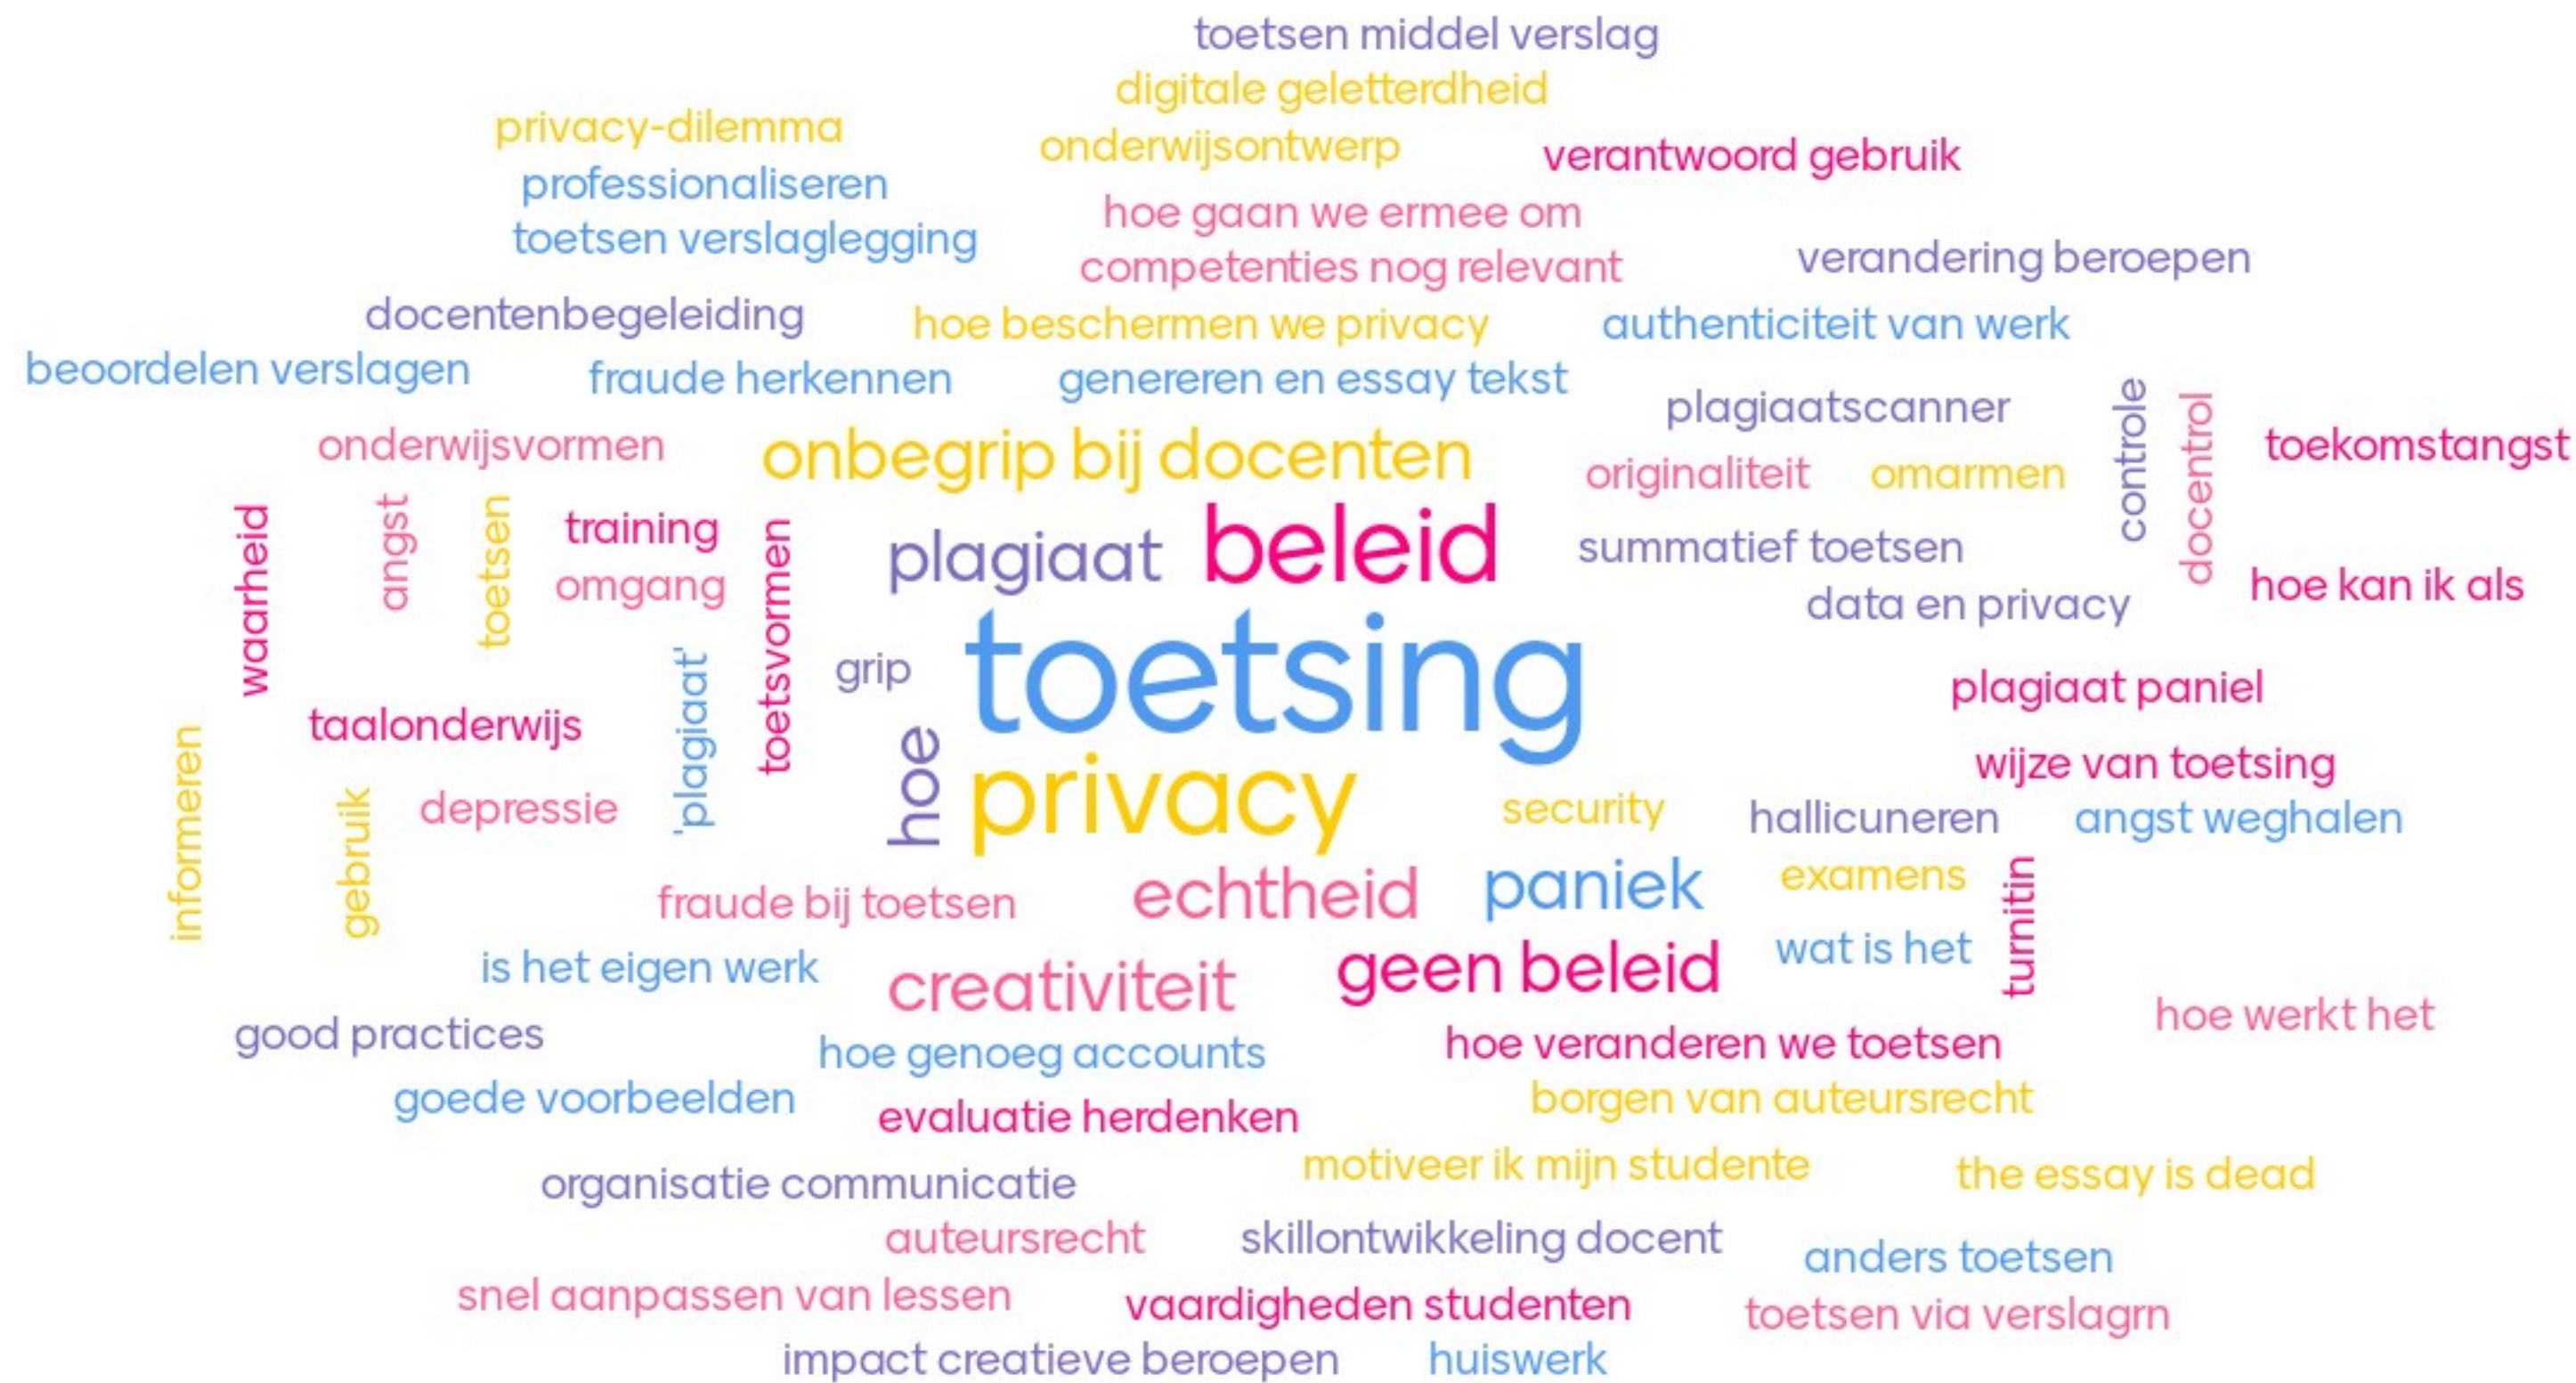 toetsen middel verslag
digitale geletterdheid
privacy-dilemma
onderwijsontwerp
verantwoord gebruik
professionaliseren
hoe gaan we ermee om
toetsen verslaglegging
competenties nog relevant
verandering beroepen
docentenbegeleiding
hoe beschermen we privacy
authenticiteit van werk
beoordelen verslagen
fraude herkennen
genereren en essay tekst
plagiaatscanner
controle
docentrol
toekomstangst
onderwijsvormen
onbegrip bij docenten
originaliteit
omarmen
waarheid
angst
toetsen
training
toetsvormen
plagiaat
beleid
summatief toetsen
omgang
hoe kan ik als
data en privacy
'plagiaat'
grip
toetsing
plagiaat paniel
taalonderwijs
wijze van toetsing
informeren
gebruik
depressie
hoe
privacy
security
hallicuneren
angst weghalen
fraude bij toetsen
echtheid
paniek
examens
turnitin
is het eigen werk
creativiteit
geen beleid
wat is het
good practices
hoe genoeg accounts
hoe veranderen we toetsen
hoe werkt het
goede voorbeelden
evaluatie herdenken
borgen van auteursrecht
organisatie communicatie
motiveer ik mijn studente
the essay is dead
auteursrecht
skillontwikkeling docent
anders toetsen
snel aanpassen van lessen
vaardigheden studenten
toetsen via verslagrn
impact creatieve beroepen
huiswerk